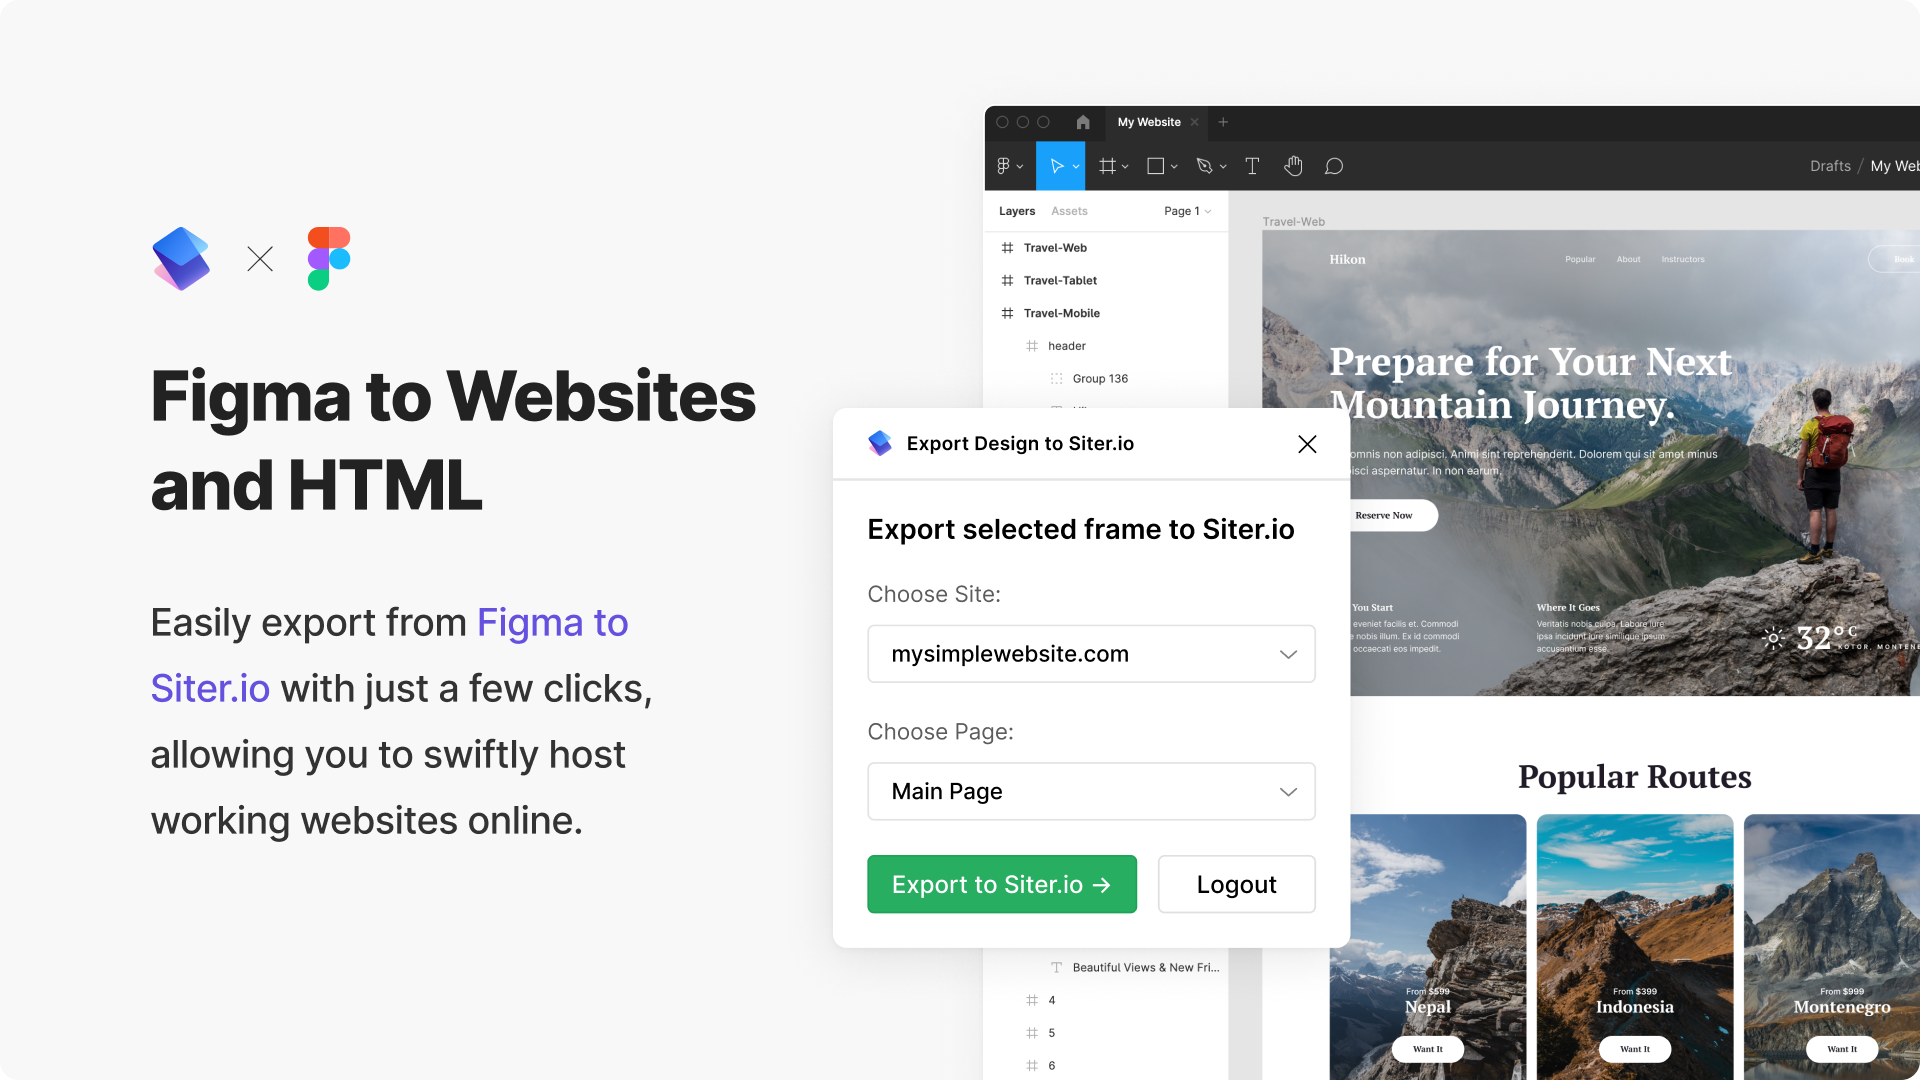 Figma to Websites
and HTML
Easily export from Figma to
Siter.io with just a few clicks,
allowing you to swiftly host
working websites online.
My Website
Drafts / My Web
Layers
Assets
Page 1
Travel-Web
Travel-Tablet
Travel-Mobile
header
Group 136
Travel-Web
Hikon
Popular
About
Instructors
Book
Prepare for Your Next
Mountain Journey.
omnis non adipisci. Animi sint reprehenderit. Dolorem qui sit amet minus
isci aspernatur. In non earum.
Reserve Now
You Start
eveniet facilis et. Commodi
nobis illum. Ex id commodi
occaecati eos impedit.
Where It Goes
Veritatis nobis culpa. Labore iure
ipsa incidunt iure similique ipsum
accusantium esse.
32°C
KOTOR, MONTENE
Export Design to Siter.io
Export selected frame to Siter.io
Choose Site:
mysimplewebsite.com
Choose Page:
Main Page
Export to Siter.io →
Logout
Beautiful Views & New Fri...
4
5
6
Popular Routes
From $599
Nepal
Want It
From $399
Indonesia
Want It
From $999
Montenegro
Want It